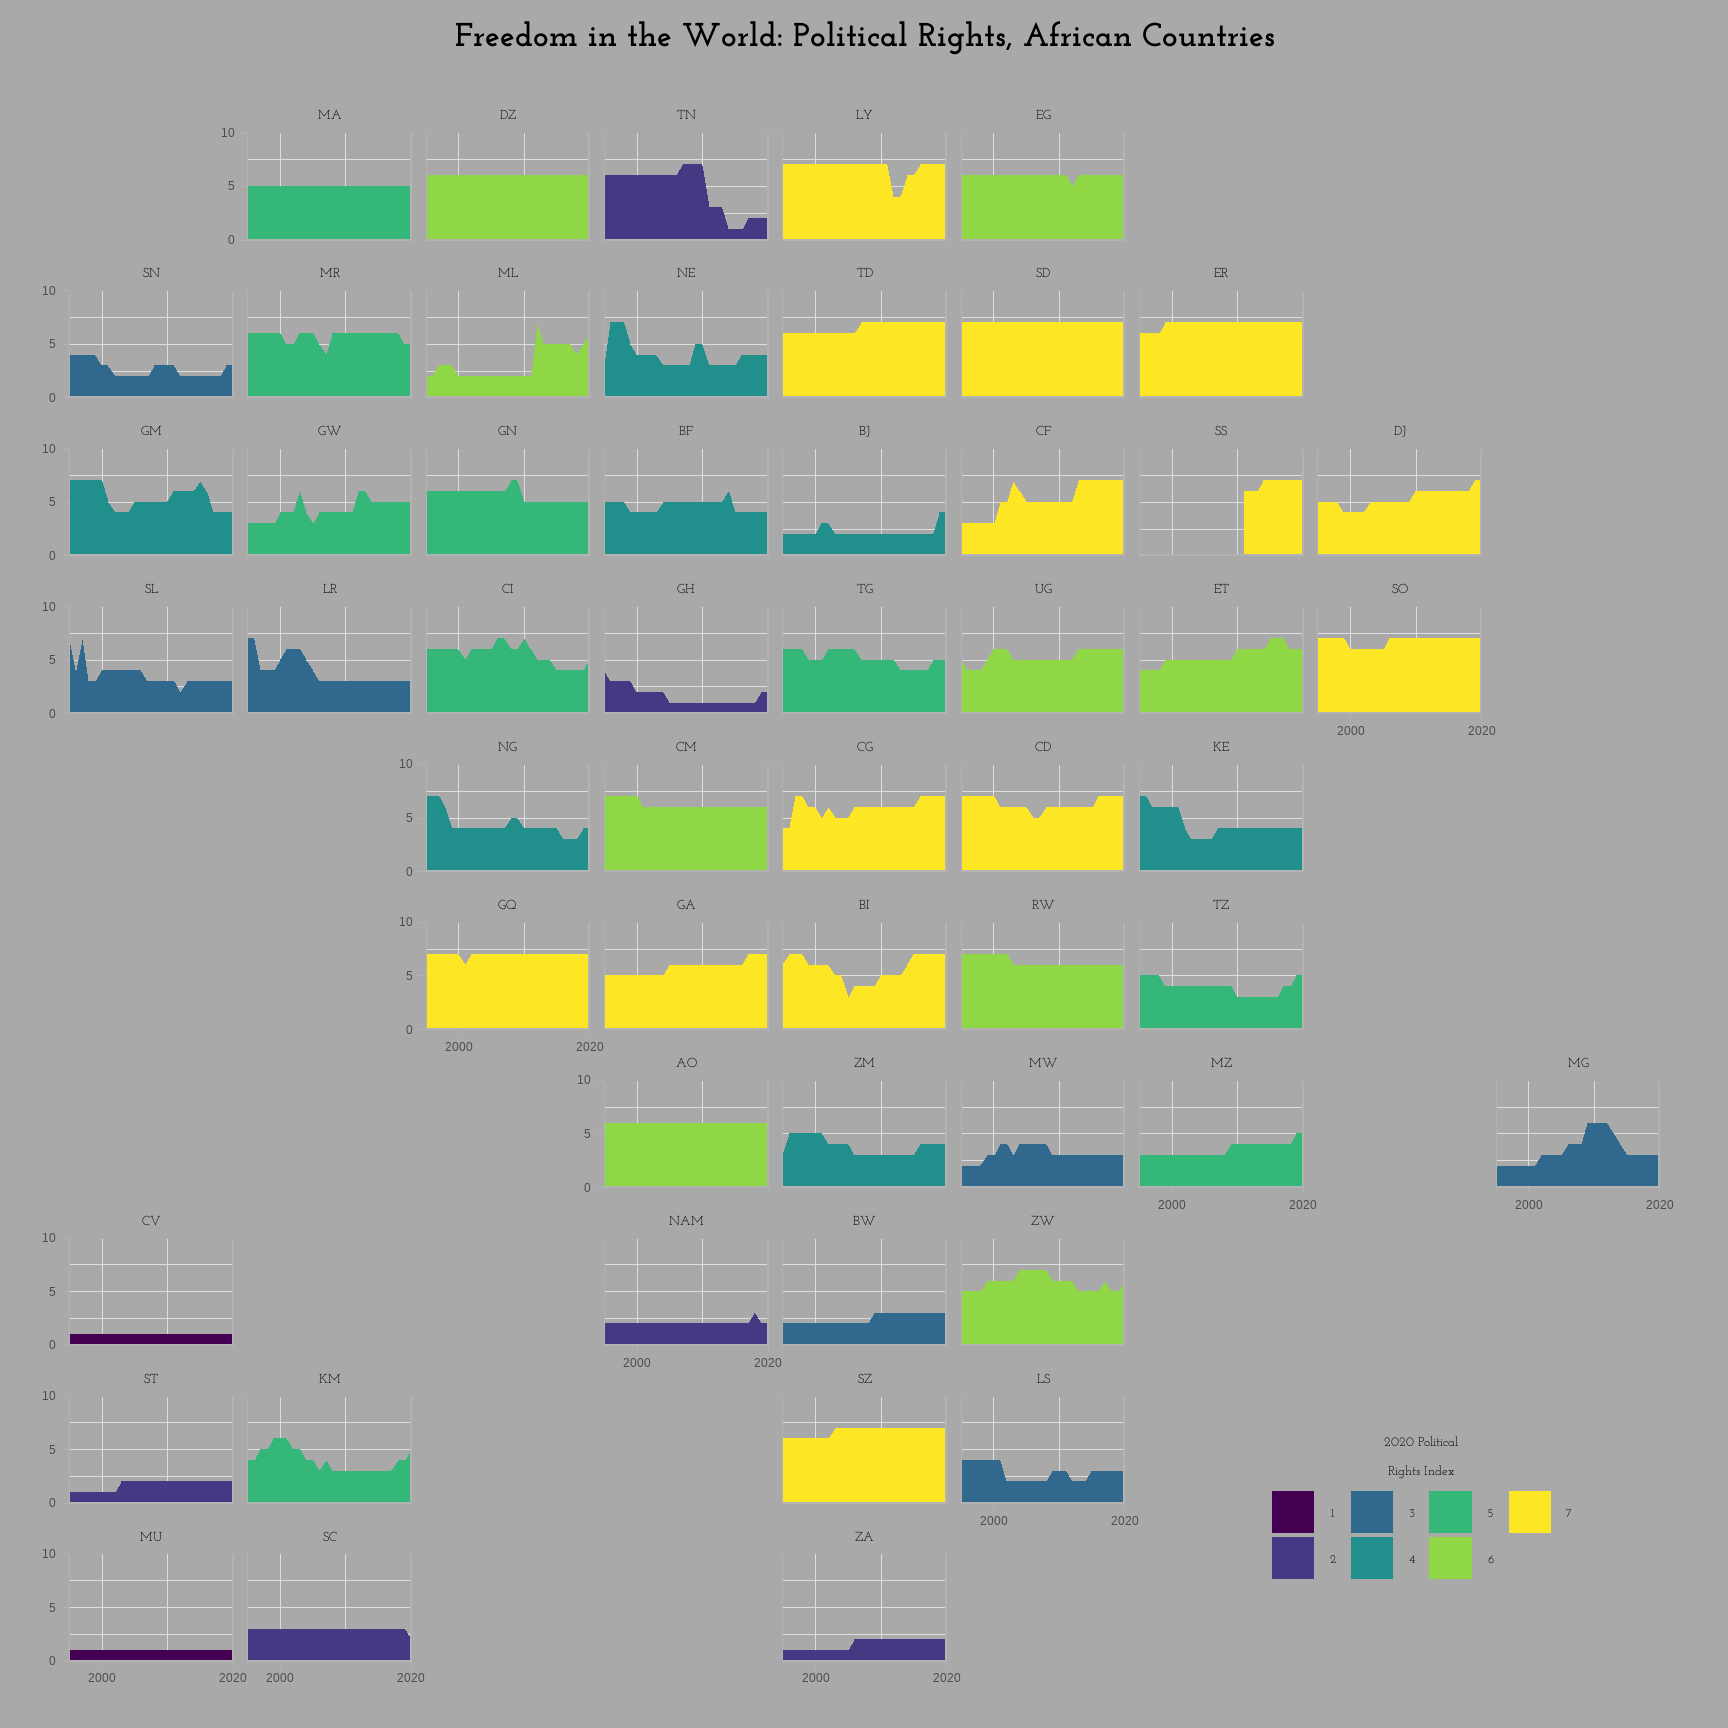 Freedom in the World: Political Rights, African Countries
MA DZ TN LY EG
10
5
0
SN MR ML NE TD SD ER
10
5
0
GM GW GN BF BJ CF SS DJ
10
5
0
SL LR CI GH TG UG ET SO
10
5
0
2000 2020
NG CM CG CD KE
10
5
0
GQ GA BI RW TZ
10
5
0
2000 2020
AO ZM MW MZ MG
10
5
0
2000 2020 2000 2020
CV NAM BW ZW
10
5
0
2000 2020
ST KM SZ LS
10
5
0
2000 2020
2020 Political
Rights Index
1 3 5 7
2 4 6
MU SC ZA
10
5
0
2000 2020 2000 2020 2000 2020